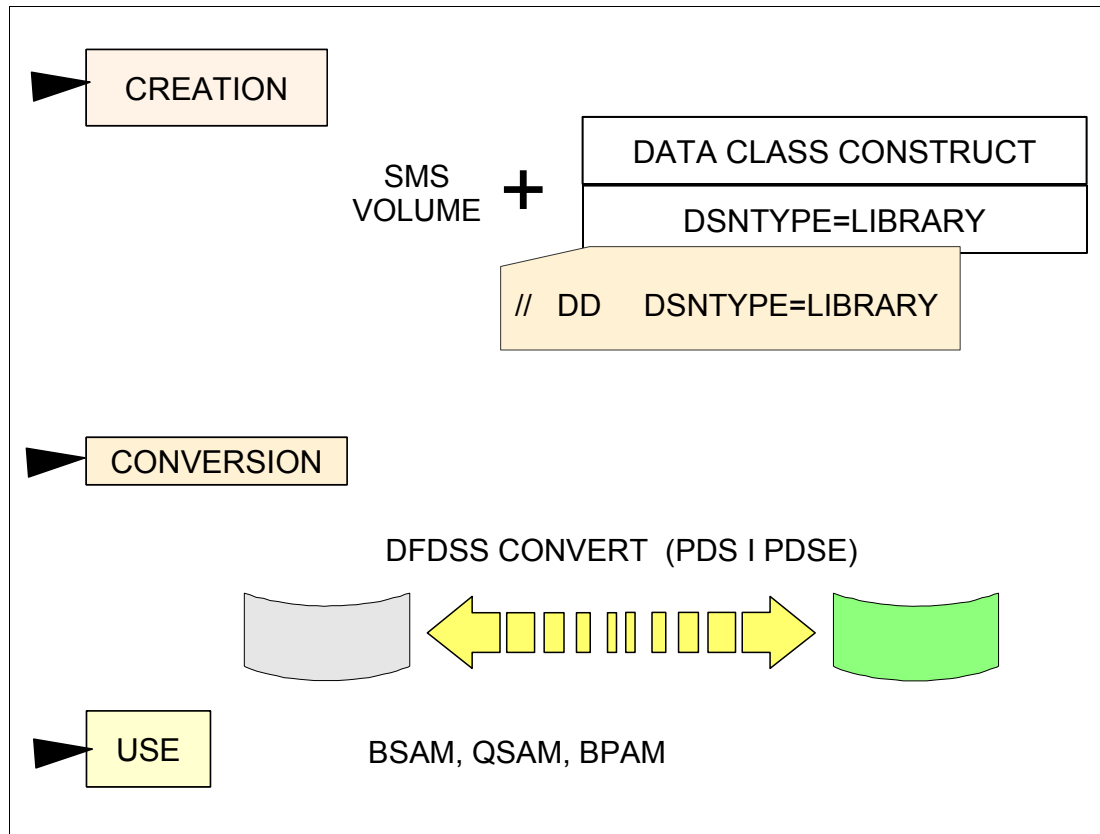 CREATION
SMS
VOLUME
+
DATA CLASS CONSTRUCT
DSNTYPE=LIBRARY
// DD DSNTYPE=LIBRARY
CONVERSION
DFDSS CONVERT (PDS I PDSE)
USE
BSAM, QSAM, BPAM